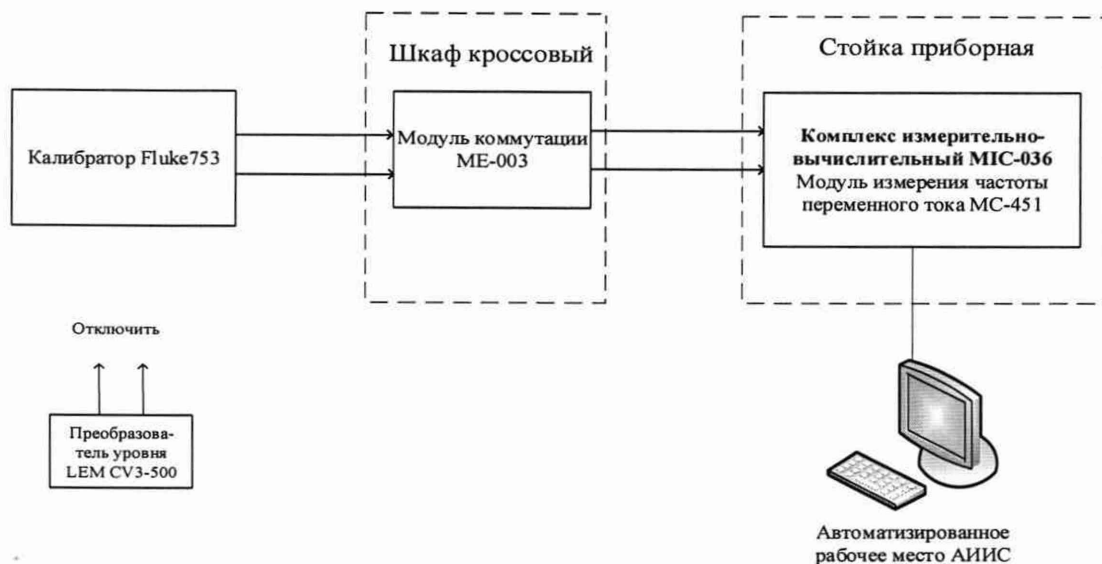 Шкаф кроссовый
Стойка приборная
Калибратор Fluke753
Модуль коммутации
МЕ-003
Комплекс измерительно-
вычислительный MIC-036
Модуль измерения частоты
переменного тока МС-451
Отключить
Преобразова-
тель уровня
LEM CV3-500
Автоматизированное
рабочее место АИИС